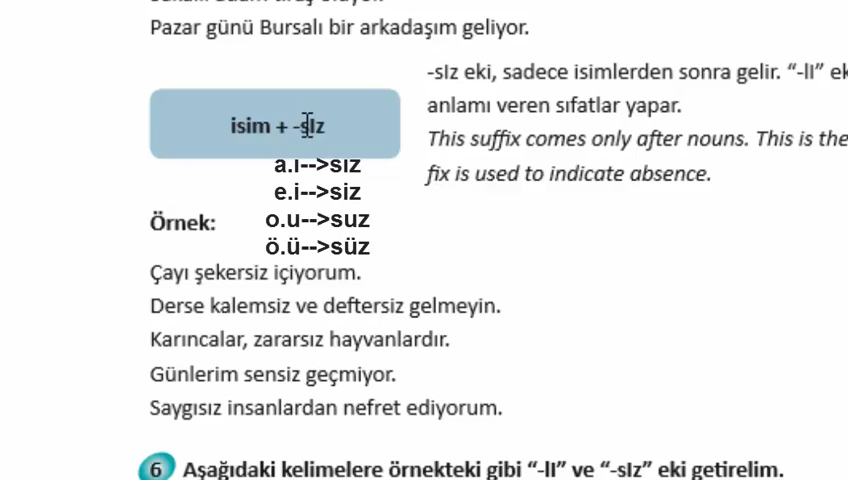 Pazar günü Bursalı bir arkadaşım geliyor.
isim + -sIz
-sIz eki, sadece isimlerden sonra gelir. “-lI” ek
anlamı veren sıfatlar yapar.
This suffix comes only after nouns. This is the
fix is used to indicate absence.
a.ı-->sız
e.i-->siz
o.u-->suz
ö.ü-->süz
Örnek:
Çayı şekersiz içiyorum.
Derse kalemsiz ve deftersiz gelmeyin.
Karıncalar, zararsız hayvanlardır.
Günlerim sensiz geçmiyor.
Saygısız insanlardan nefret ediyorum.
6 Aşağıdaki kelimelere örnekteki gibi “-lI” ve “-sIz” eki getirelim.